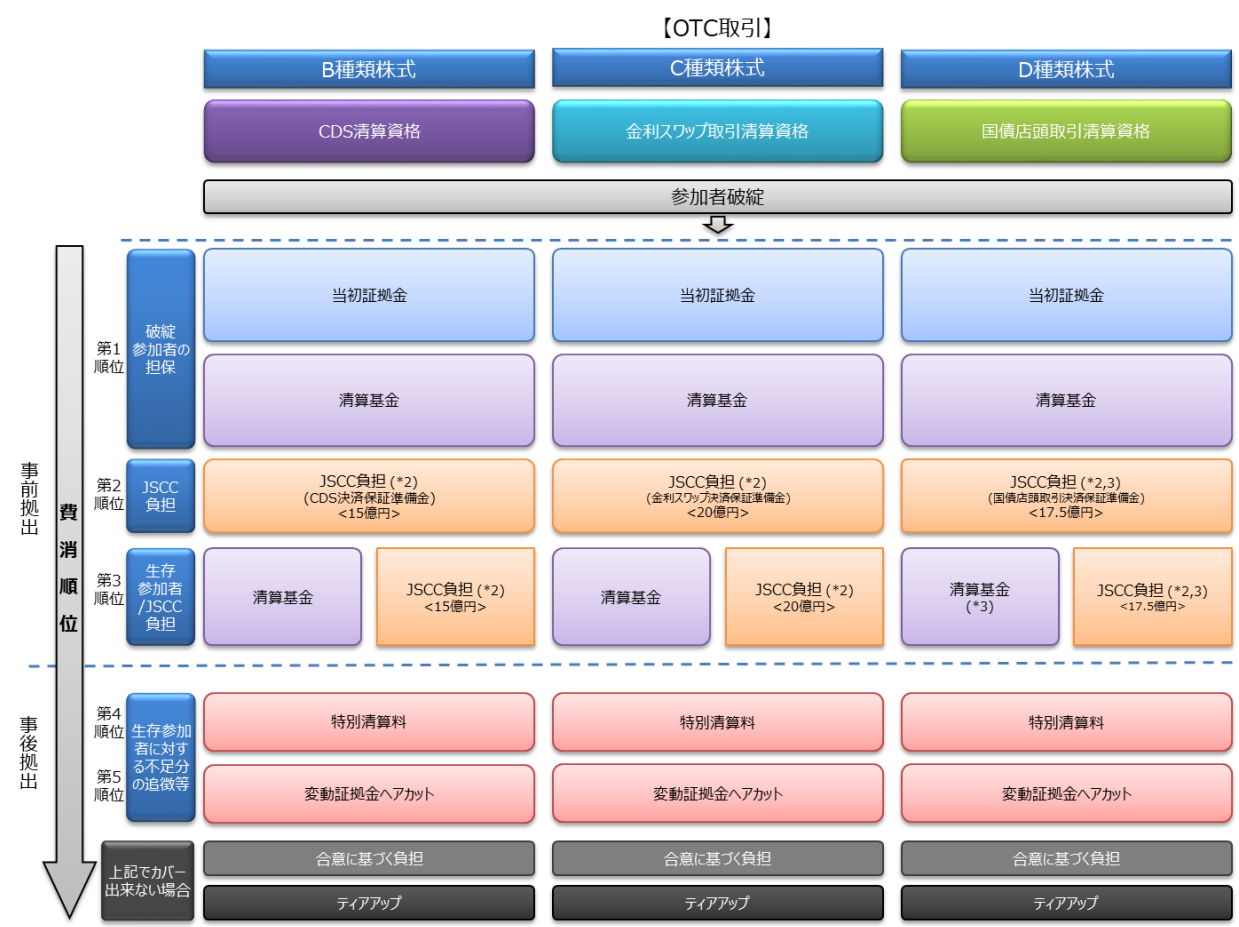 【OTC取引】
B種類株式
C種類株式
D種類株式
CDS清算資格
金利スワップ取引清算資格
国債店頭取引清算資格
参加者破綻
事前拠出
事後拠出
費消順位
第1
順位
破綻
参加者の
担保
当初証拠金
当初証拠金
当初証拠金
清算基金
清算基金
清算基金
第2
順位
JSCC
負担
JSCC負担 (*2)
(CDS決済保証準備金)
<15億円>
JSCC負担 (*2)
(金利スワップ決済保証準備金)
<20億円>
JSCC負担 (*2,3)
(国債店頭取引決済保証準備金)
<17.5億円>
第3
順位
生存
参加者
/JSCC
負担
清算基金
JSCC負担 (*2)
<15億円>
清算基金
JSCC負担 (*2)
<20億円>
清算基金
(*3)
JSCC負担 (*2,3)
<17.5億円>
第4
順位
第5
順位
生存参加
者に対す
る不足分
の追徴等
特別清算料
特別清算料
特別清算料
変動証拠金ヘアカット
変動証拠金ヘアカット
変動証拠金ヘアカット
上記でカバー
出来ない場合
合意に基づく負担
合意に基づく負担
合意に基づく負担
ティアアップ
ティアアップ
ティアアップ